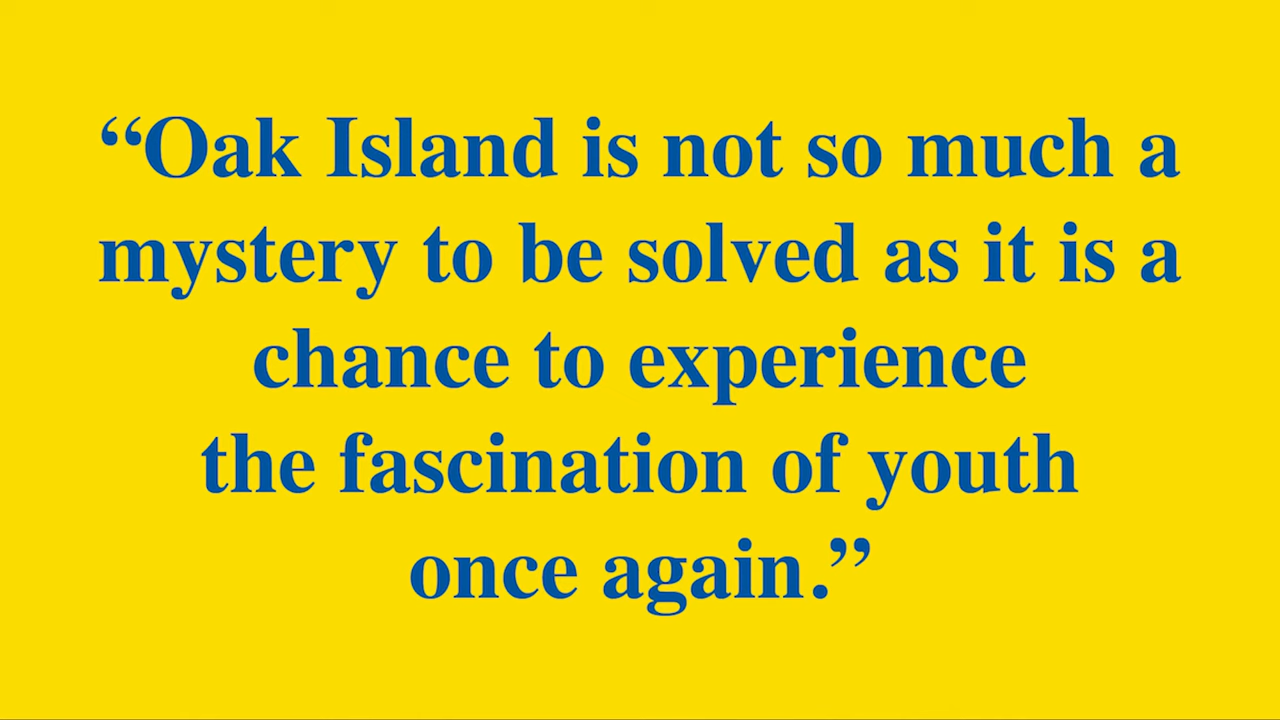 “Oak Island is not so much a
mystery to be solved as it is a
chance to experience
the fascination of youth
once again.”